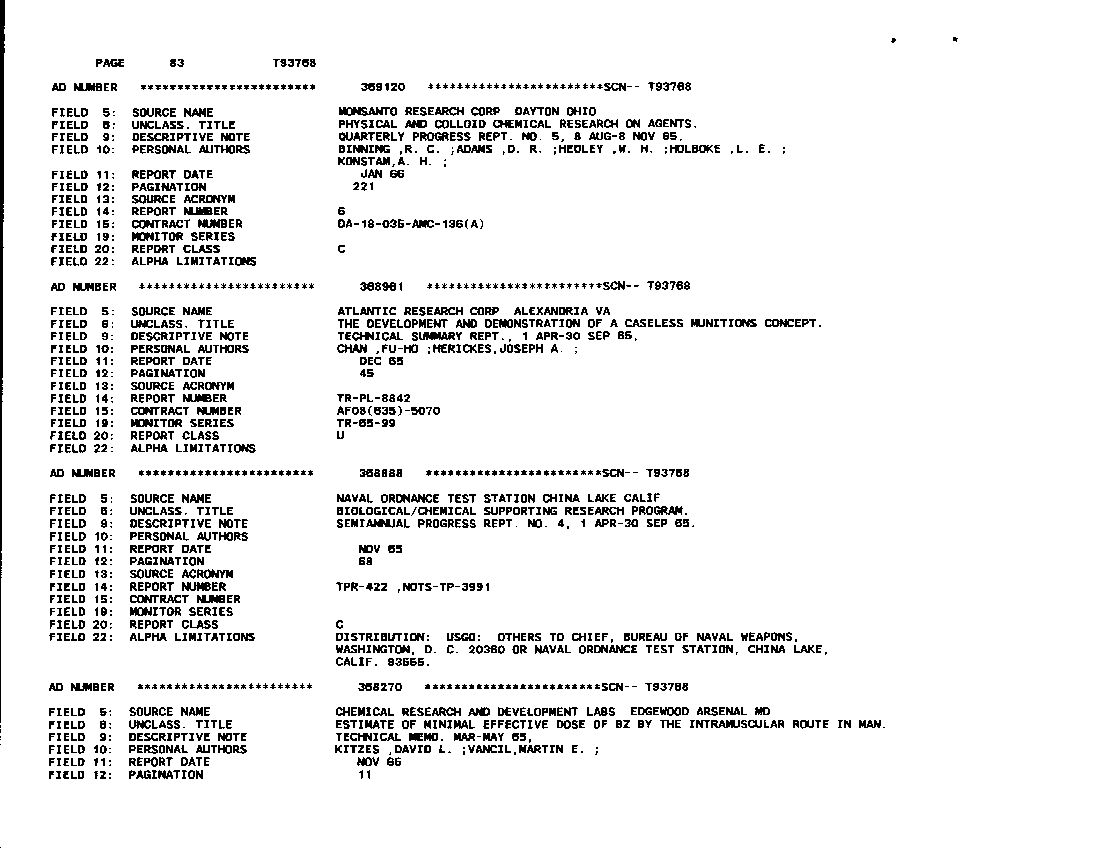 PAGE 83 T93768
AD NUMBER ************************ 369120 ************************SCN-- T93768
FIELD 5: SOURCE NAME MONSANTO RESEARCH CORP DAYTON OHIO
FIELD 6: UNCLASS. TITLE PHYSICAL AND COLLOID CHEMICAL RESEARCH ON AGENTS.
FIELD 9: DESCRIPTIVE NOTE QUARTERLY PROGRESS REPT. NO. 5, 8 AUG-8 NOV 65.
FIELD 10: PERSONAL AUTHORS BINNING ,R. C. ;ADAMS ,D. R. ;HEDLEY ,W. H. ;HOLBOKE ,L. E. ;
KONSTAM,A. H. ;
FIELD 11: REPORT DATE JAN 66
FIELD 12: PAGINATION 221
FIELD 13: SOURCE ACRONYM
FIELD 14: REPORT NUMBER 5
FIELD 15: CONTRACT NUMBER DA-18-035-AMC-136(A)
FIELD 19: MONITOR SERIES
FIELD 20: REPORT CLASS C
FIELD 22: ALPHA LIMITATIONS
AD NUMBER ************************ 368961 ************************SCN-- T93768
FIELD 5: SOURCE NAME ATLANTIC RESEARCH CORP ALEXANDRIA VA
FIELD 6: UNCLASS. TITLE THE DEVELOPMENT AND DEMONSTRATION OF A CASELESS MUNITIONS CONCEPT.
FIELD 9: DESCRIPTIVE NOTE TECHNICAL SUMMARY REPT., 1 APR-30 SEP 65,
FIELD 10: PERSONAL AUTHORS CHAN ,FU-HO ;HERICKES,JOSEPH A. ;
FIELD 11: REPORT DATE DEC 65
FIELD 12: PAGINATION 45
FIELD 13: SOURCE ACRONYM
FIELD 14: REPORT NUMBER TR-PL-8842
FIELD 15: CONTRACT NUMBER AF08(635)-5070
FIELD 19: MONITOR SERIES TR-65-99
FIELD 20: REPORT CLASS U
FIELD 22: ALPHA LIMITATIONS
AD NUMBER ************************ 368888 ************************SCN-- T93768
FIELD 5: SOURCE NAME NAVAL ORDNANCE TEST STATION CHINA LAKE CALIF
FIELD 6: UNCLASS. TITLE BIOLOGICAL/CHEMICAL SUPPORTING RESEARCH PROGRAM.
FIELD 9: DESCRIPTIVE NOTE SEMIANNUAL PROGRESS REPT. NO. 4, 1 APR-30 SEP 65.
FIELD 10: PERSONAL AUTHORS
FIELD 11: REPORT DATE NOV 65
FIELD 12: PAGINATION 68
FIELD 13: SOURCE ACRONYM
FIELD 14: REPORT NUMBER TPR-422 ,NOTS-TP-3991
FIELD 15: CONTRACT NUMBER
FIELD 19: MONITOR SERIES
FIELD 20: REPORT CLASS C
FIELD 22: ALPHA LIMITATIONS DISTRIBUTION: USGO: OTHERS TO CHIEF, BUREAU OF NAVAL WEAPONS,
WASHINGTON, D. C. 20360 OR NAVAL ORDNANCE TEST STATION, CHINA LAKE,
CALIF. 93555.
AD NUMBER ************************ 368270 ************************SCN-- T93768
FIELD 5: SOURCE NAME CHEMICAL RESEARCH AND DEVELOPMENT LABS EDGEWOOD ARSENAL MD
FIELD 6: UNCLASS. TITLE ESTIMATE OF MINIMAL EFFECTIVE DOSE OF BZ BY THE INTRAMUSCULAR ROUTE IN MAN.
FIELD 9: DESCRIPTIVE NOTE TECHNICAL MEMO. MAR-MAY 65,
FIELD 10: PERSONAL AUTHORS KITZES ,DAVID L. ;VANCIL,MARTIN E. ;
FIELD 11: REPORT DATE NOV 65
FIELD 12: PAGINATION 11